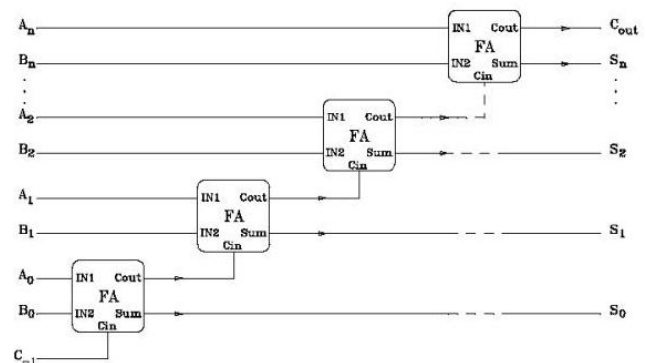 Aₙ IN1 Cout C_out
FA
Bₙ IN2 Sum Sₙ
Cin
A₂ IN1 Cout
FA
B₂ IN2 Sum S₂
Cin
A₁ IN1 Cout
FA
B₁ IN2 Sum S₁
Cin
A₀ IN1 Cout
FA
B₀ IN2 Sum S₀
Cin
C₋₁